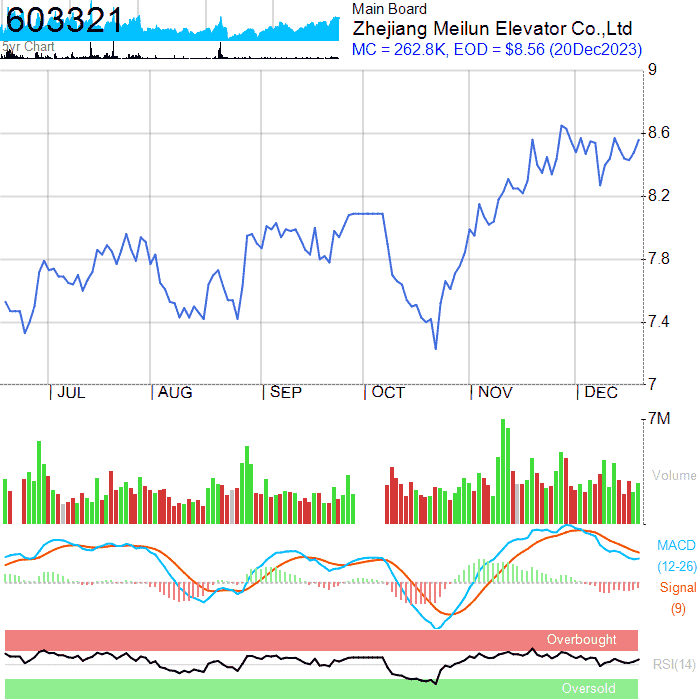 603321
5yr Chart
Main Board
Zhejiang Meilun Elevator Co.,Ltd
MC = 262.8K, EOD = $8.56 (20Dec2023)
9
8.6
8.2
7.8
7.4
7
JUL AUG SEP OCT NOV DEC
7M
Volume
MACD
(12-26)
Signal
(9)
Overbought
RSI(14)
Oversold